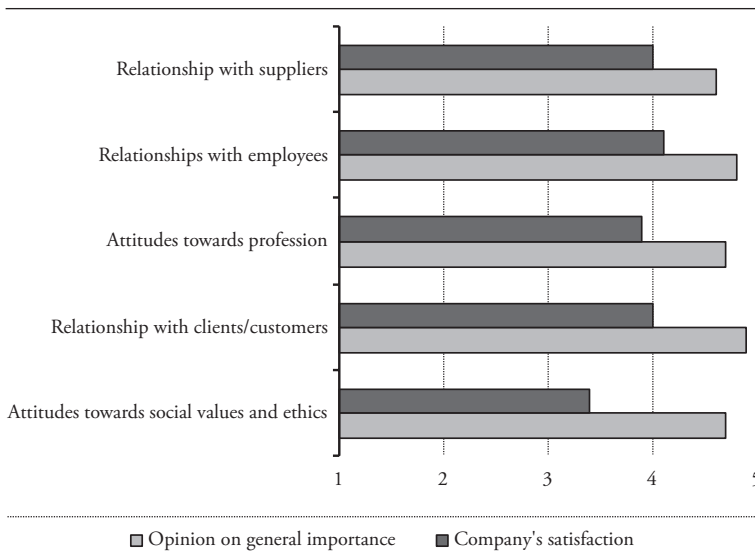 Relationship with suppliers
Relationships with employees
Attitudes towards profession
Relationship with clients/customers
Attitudes towards social values and ethics
1 2 3 4 5
Opinion on general importance Company's satisfaction